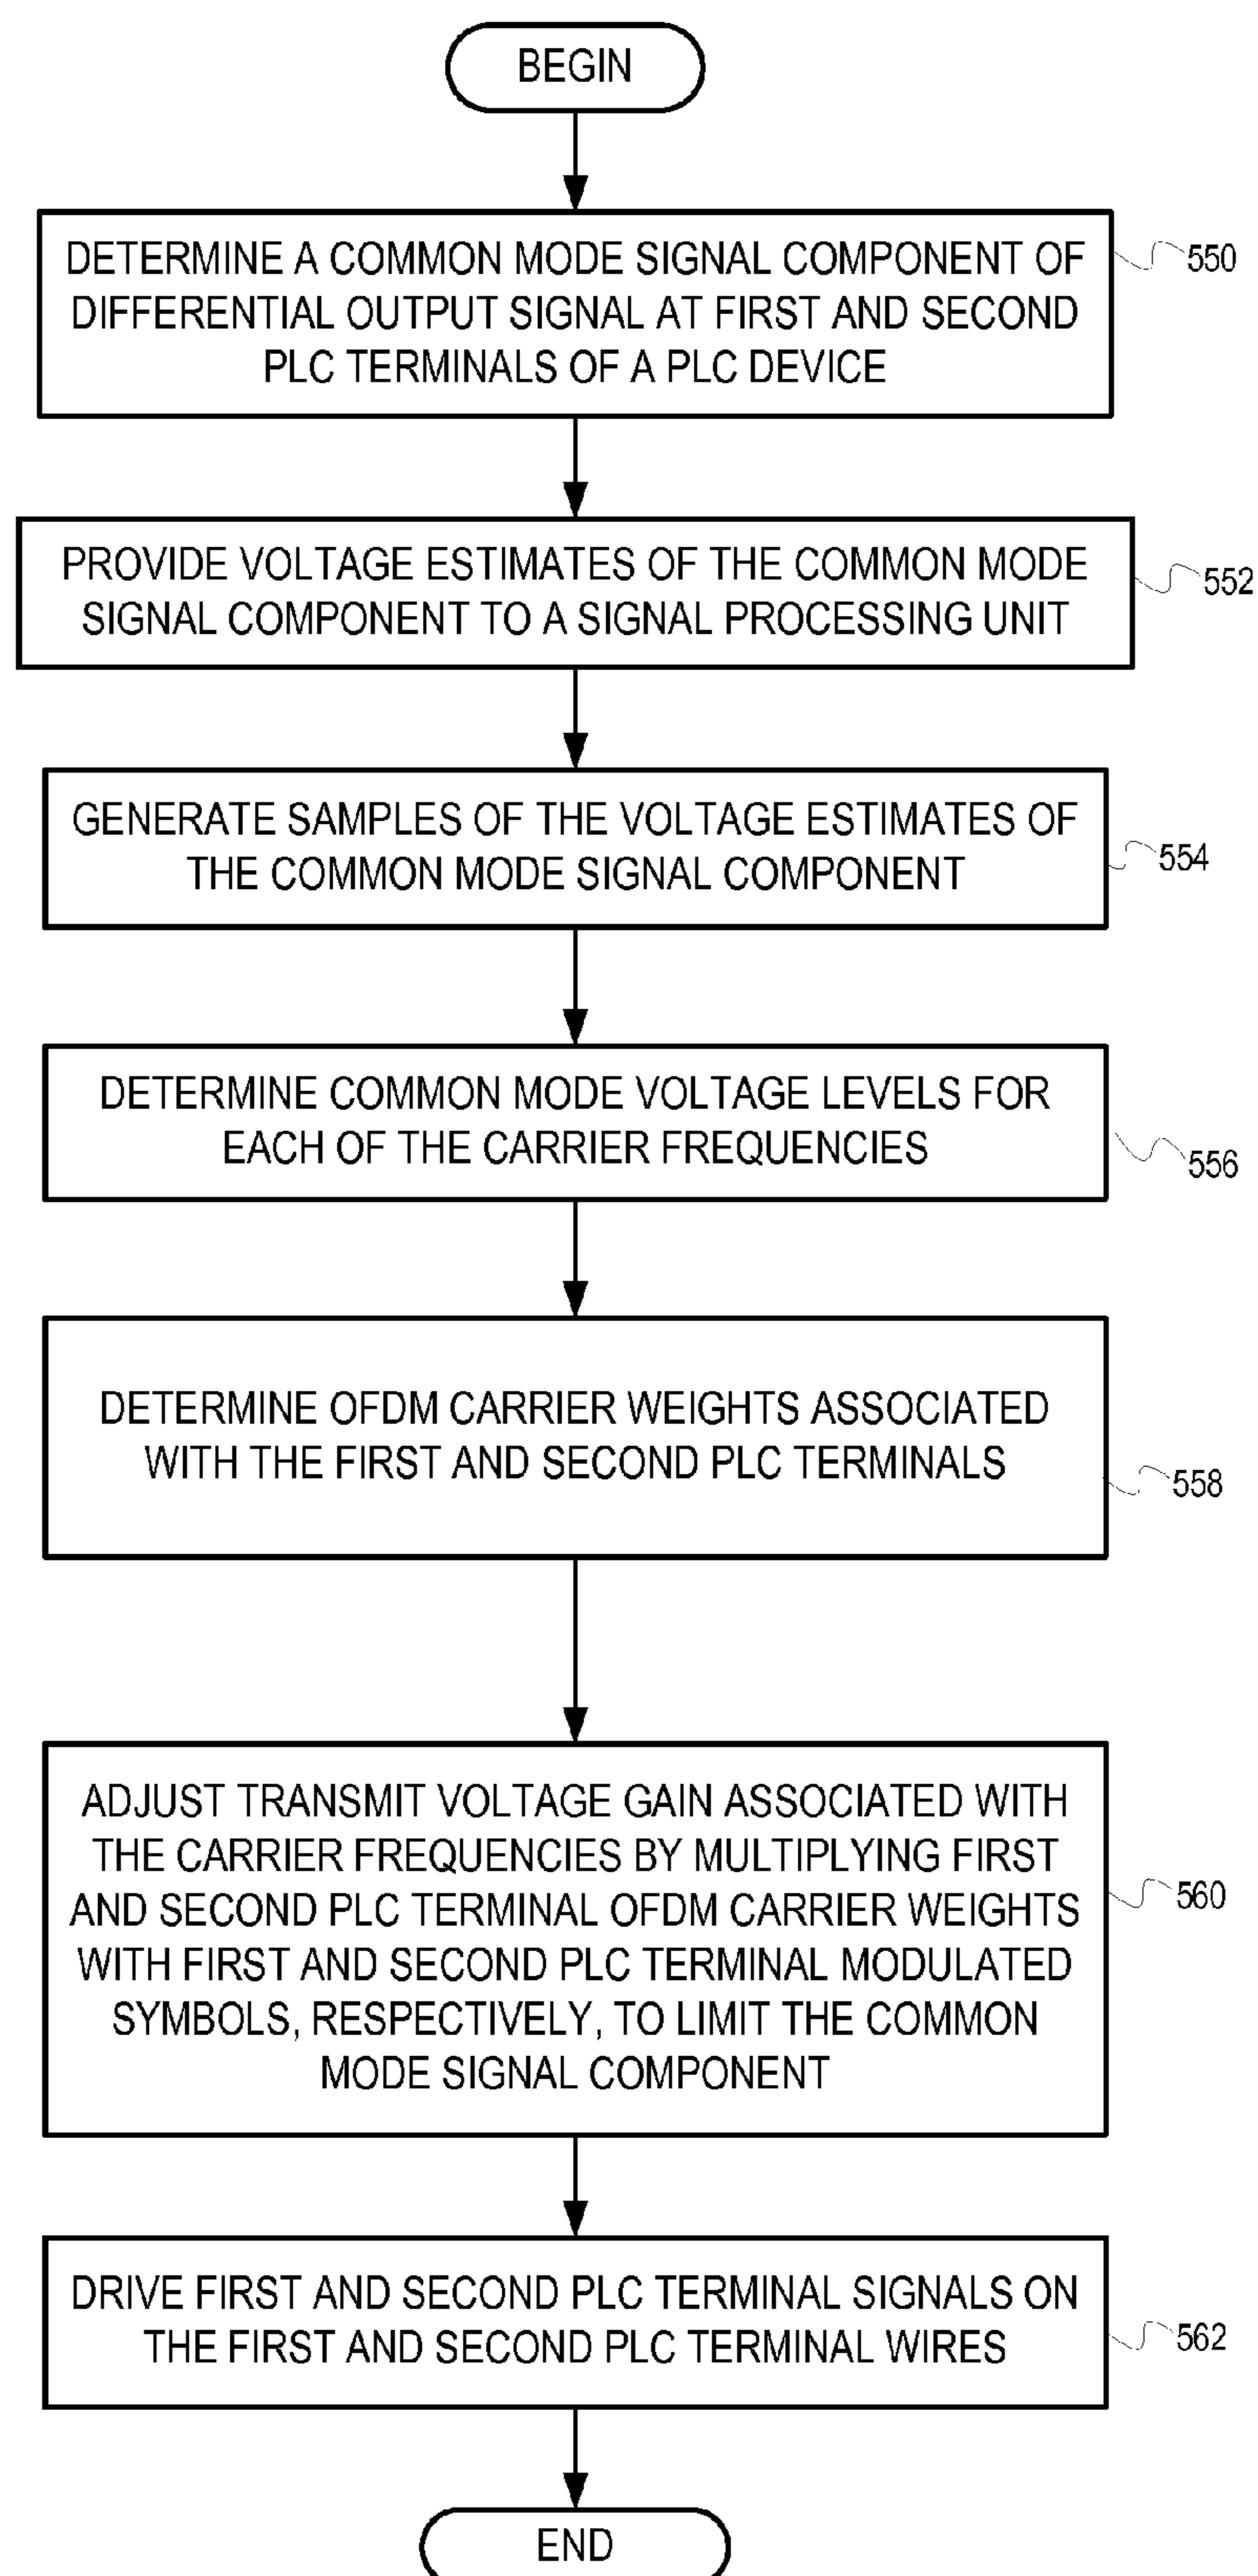 BEGIN
DETERMINE A COMMON MODE SIGNAL COMPONENT OF
DIFFERENTIAL OUTPUT SIGNAL AT FIRST AND SECOND
PLC TERMINALS OF A PLC DEVICE
550
PROVIDE VOLTAGE ESTIMATES OF THE COMMON MODE
SIGNAL COMPONENT TO A SIGNAL PROCESSING UNIT
552
GENERATE SAMPLES OF THE VOLTAGE ESTIMATES OF
THE COMMON MODE SIGNAL COMPONENT
554
DETERMINE COMMON MODE VOLTAGE LEVELS FOR
EACH OF THE CARRIER FREQUENCIES
556
DETERMINE OFDM CARRIER WEIGHTS ASSOCIATED
WITH THE FIRST AND SECOND PLC TERMINALS
558
ADJUST TRANSMIT VOLTAGE GAIN ASSOCIATED WITH
THE CARRIER FREQUENCIES BY MULTIPLYING FIRST
AND SECOND PLC TERMINAL OFDM CARRIER WEIGHTS
WITH FIRST AND SECOND PLC TERMINAL MODULATED
SYMBOLS, RESPECTIVELY, TO LIMIT THE COMMON
MODE SIGNAL COMPONENT
560
DRIVE FIRST AND SECOND PLC TERMINAL SIGNALS ON
THE FIRST AND SECOND PLC TERMINAL WIRES
562
END